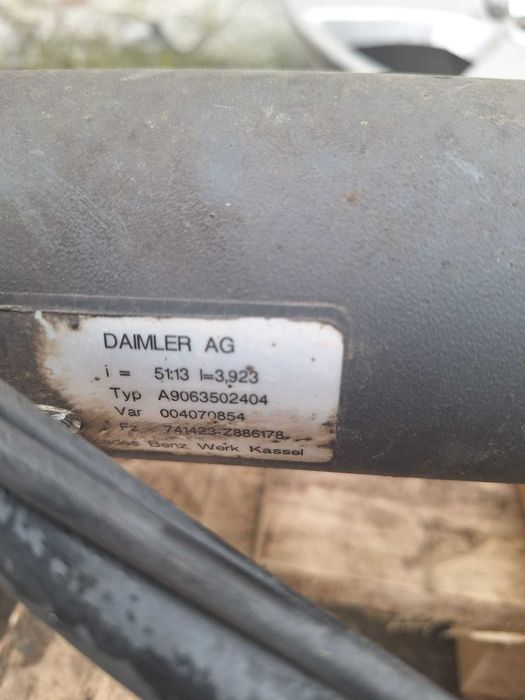 DAIMLER AG
i = 51:13 I=3,923
Typ A9063502404
Var 004070854
Fz 741423-Z886178
Benz Werk Kassel